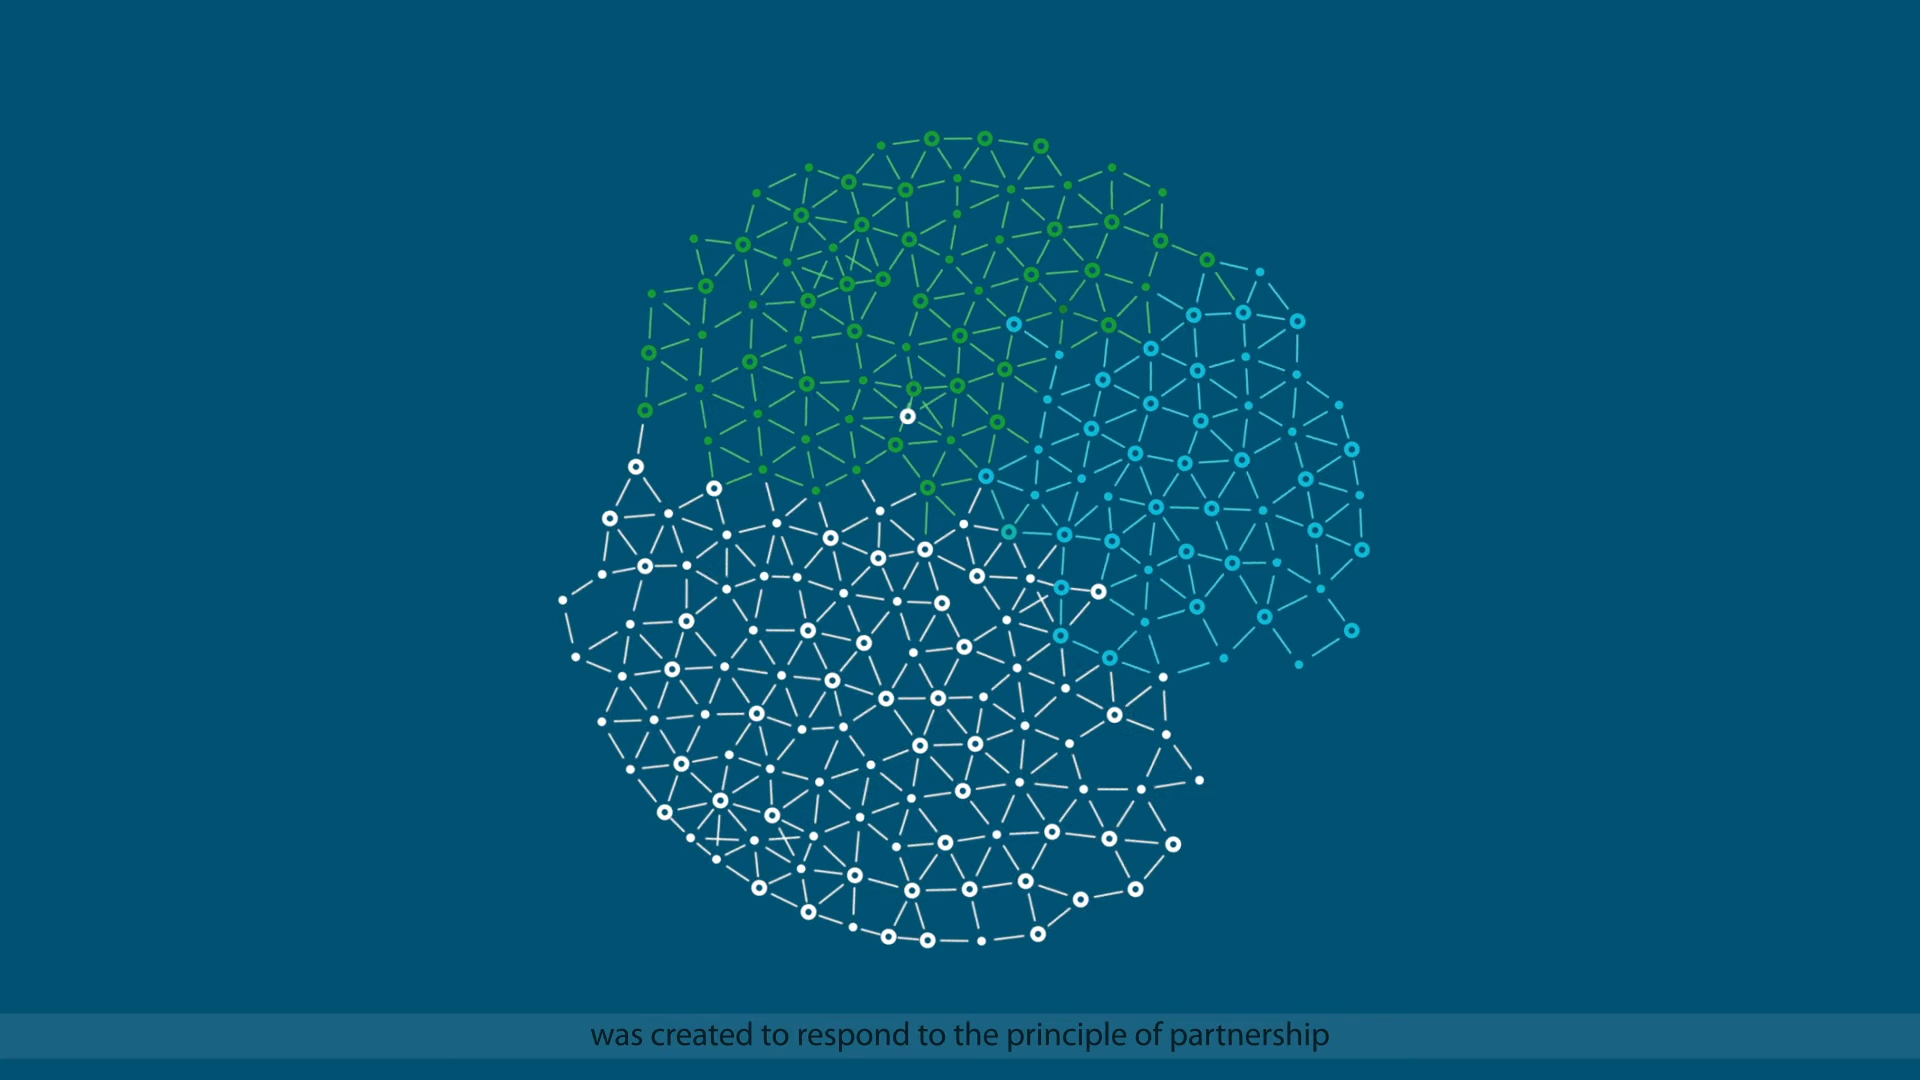 was created to respond to the principle of partnership